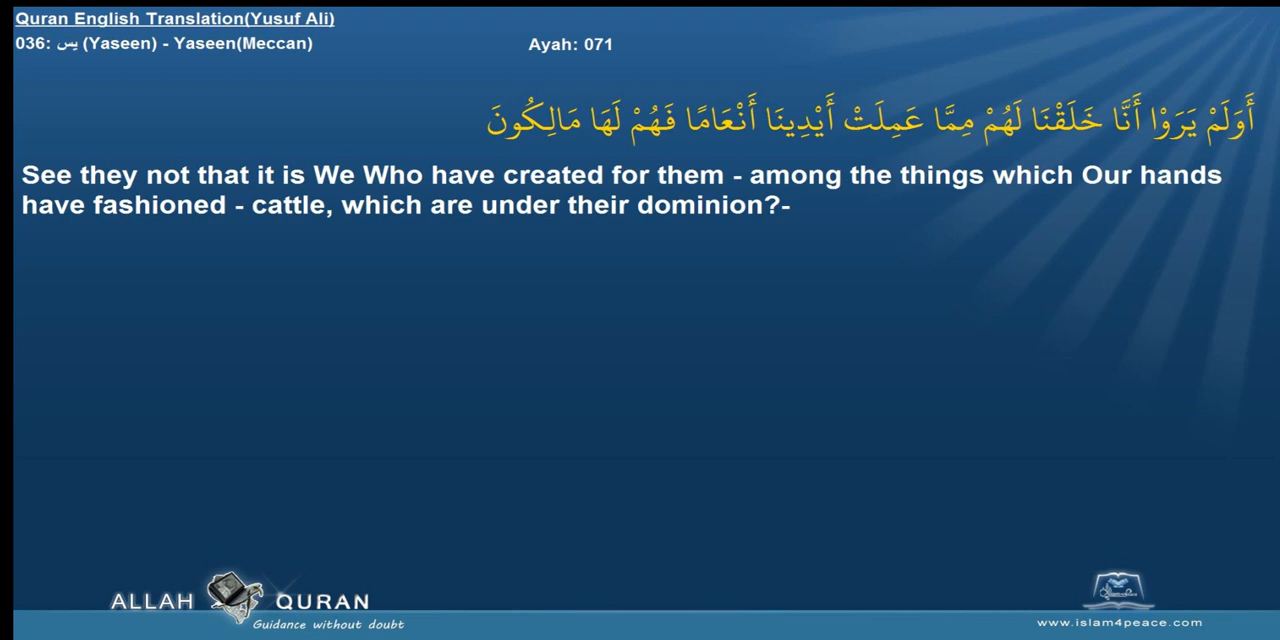 Quran English Translation(Yusuf Ali)
036: يس (Yaseen) - Yaseen(Meccan)
Ayah: 071
أَوَلَمْ يَرَوْا أَنَّا خَلَقْنَا لَهُمْ مِمَّا عَمِلَتْ أَيْدِينَا أَنْعَامًا فَهُمْ لَهَا مَالِكُونَ
See they not that it is We Who have created for them - among the things which Our hands
have fashioned - cattle, which are under their dominion?-
ALLAH QURAN
Guidance without doubt
www.islam4peace.com